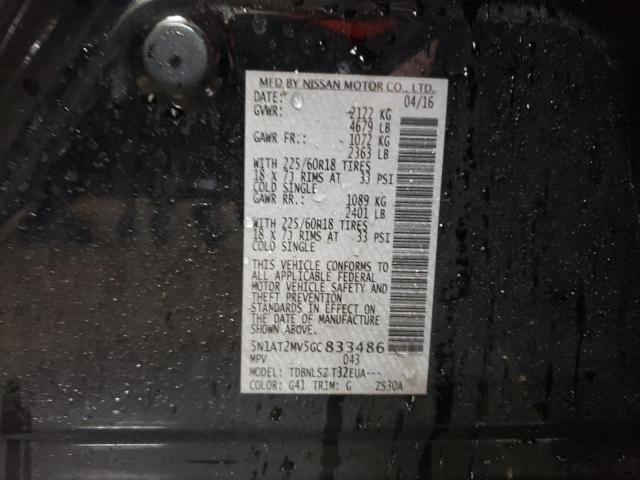 MFD BY NISSAN MOTOR CO., LTD.
DATE: 04/16
GVWR: 2122 KG
4679 LB
GAWR FR.: 1072 KG
2363 LB
WITH 225/60R18 TIRES
18 X 7J RIMS AT 33 PSI
COLD SINGLE
GAWR RR.: 1089 KG
2401 LB
WITH 225/60R18 TIRES
18 X 7J RIMS AT 33 PSI
COLD SINGLE
THIS VEHICLE CONFORMS TO
ALL APPLICABLE FEDERAL
MOTOR VEHICLE SAFETY AND
THEFT PREVENTION
STANDARDS IN EFFECT ON
THE DATE OF MANUFACTURE
SHOWN ABOVE.
5N1AT2MV5GC833486
MPV 043
MODEL: TDBNLSZ T32EUA---
COLOR: G41 TRIM: G ZS30A